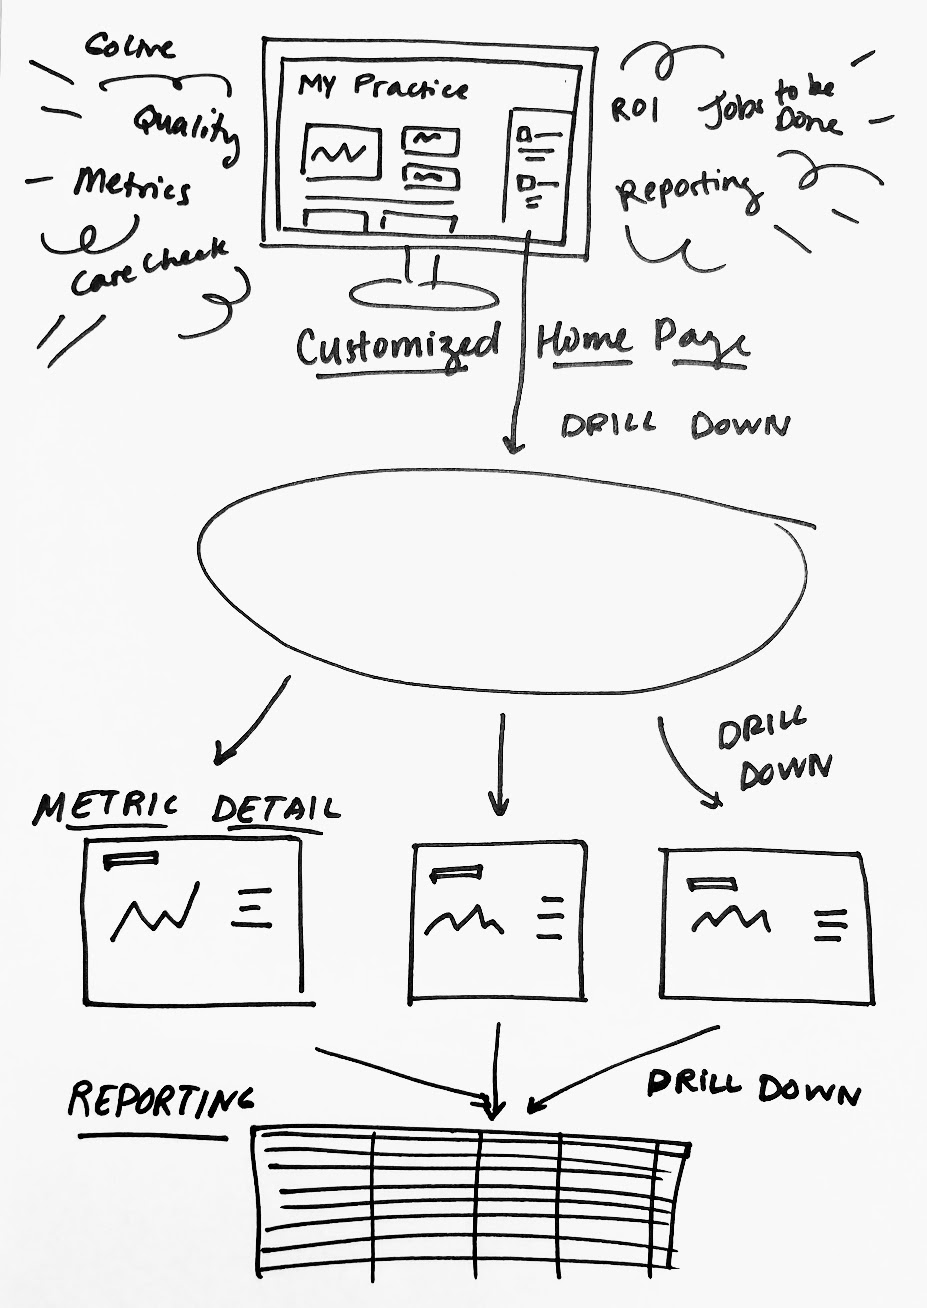 GoLive
Quality
Metrics
Care Check
My Practice
ROI
Jobs to be
Done
Reporting
Customized Home Page
DRILL DOWN
DRILL
DOWN
METRIC DETAIL
REPORTING
DRILL DOWN